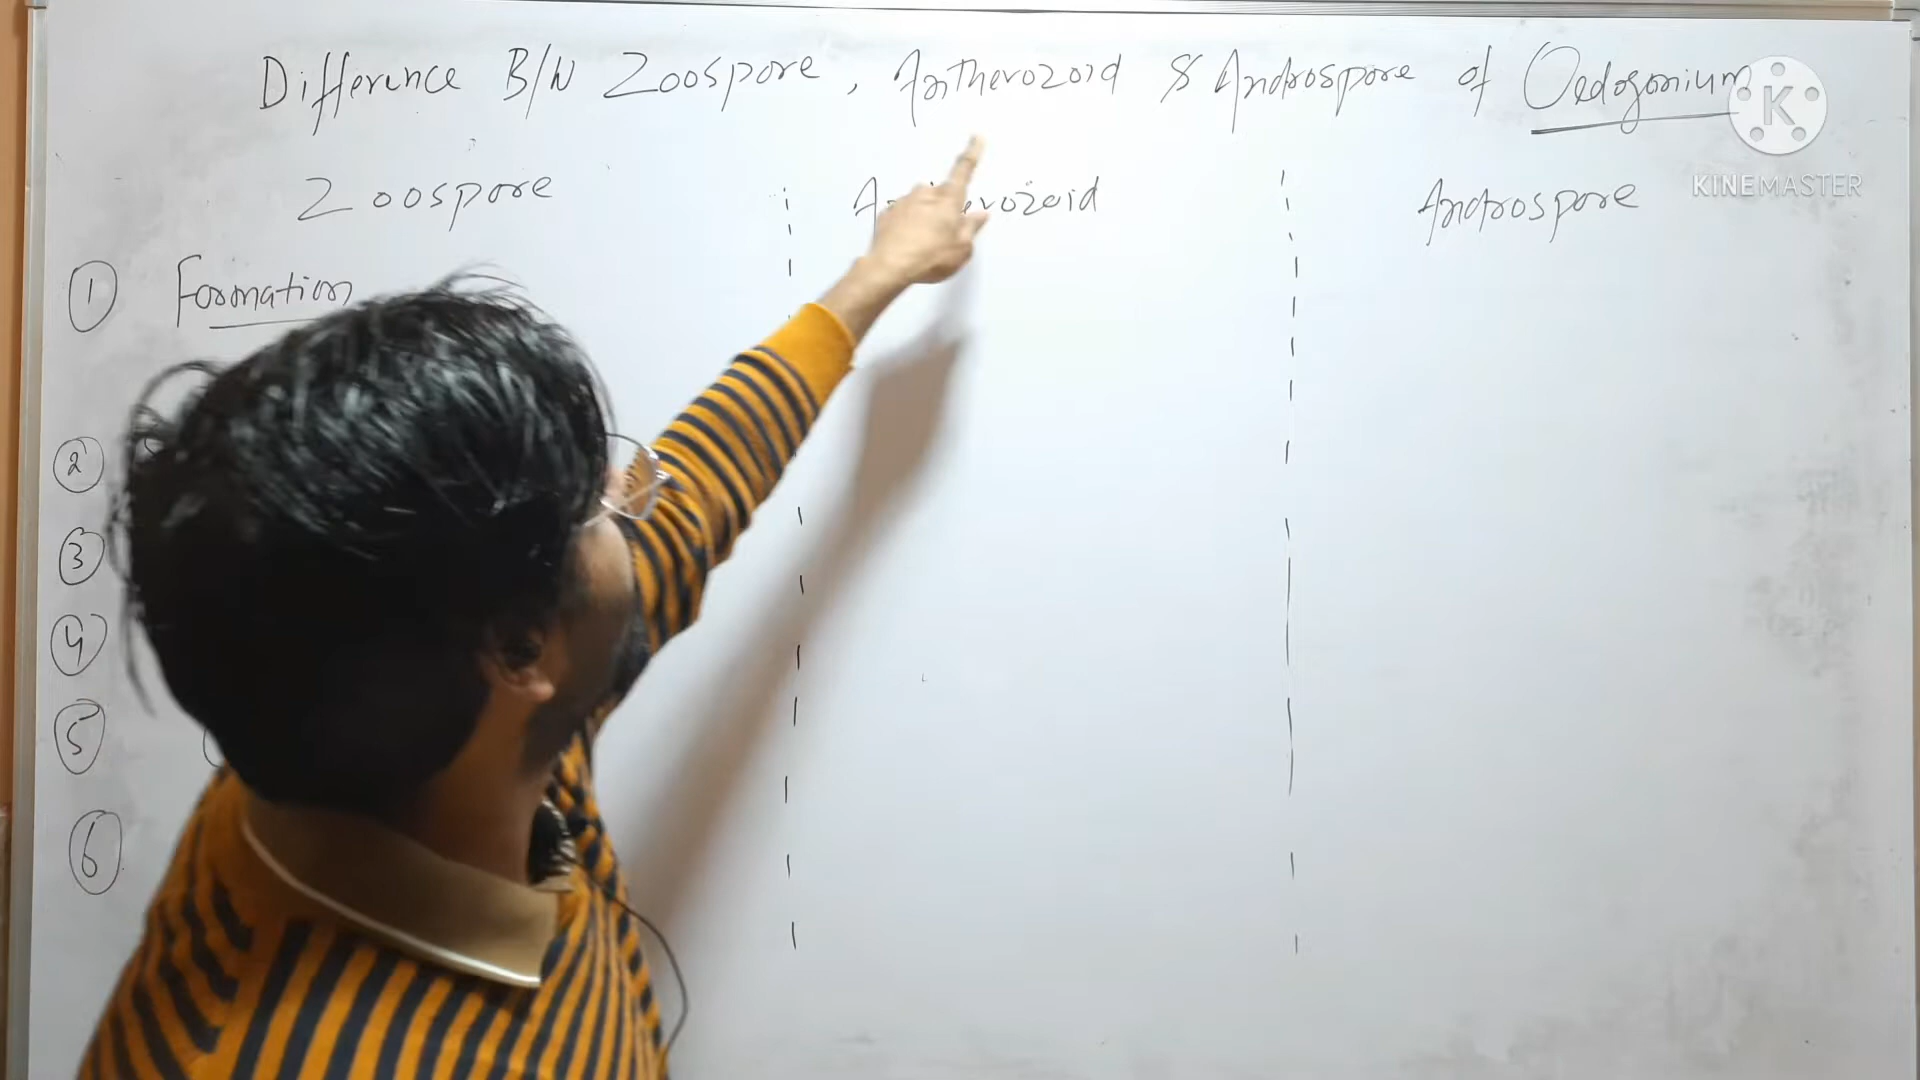 Difference B/N Zoospore, Antherozoid & Androspore of Oedogonium
K
KINEMASTER
Zoospore Androspore
① Formation
②
③
④
⑤
⑥